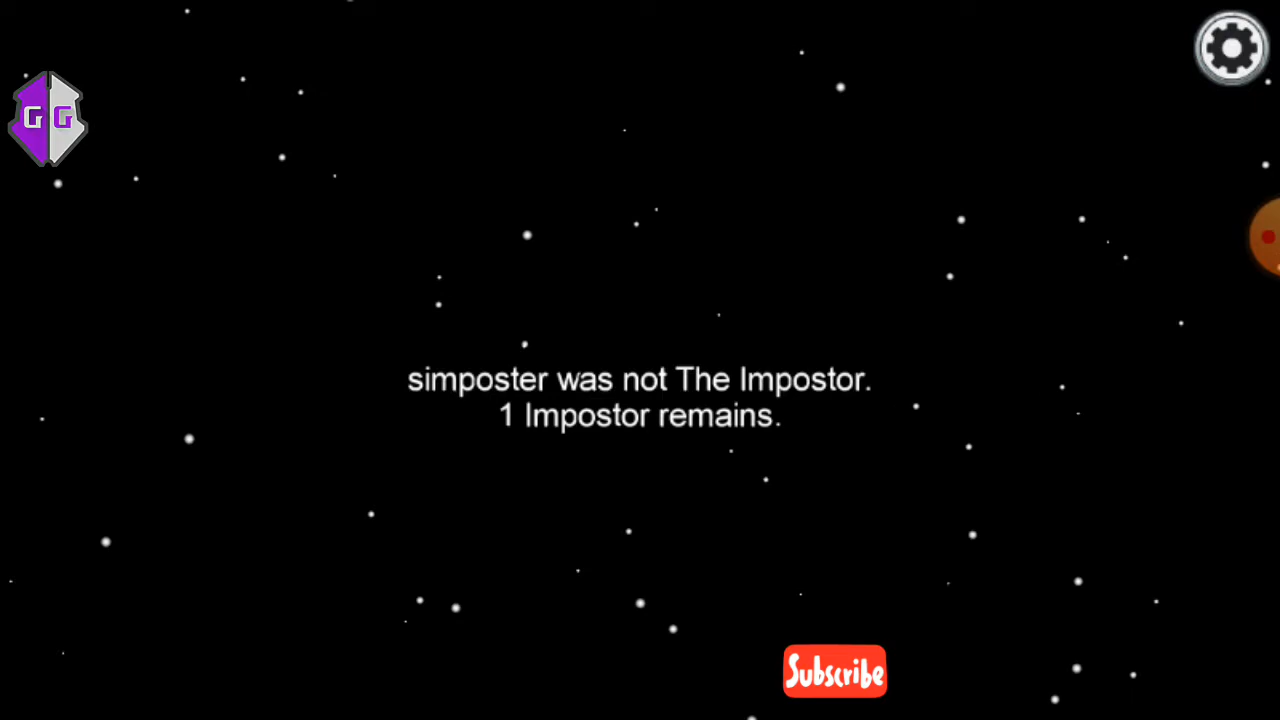 GG
simposter was not The Impostor.
1 Impostor remains.
Subscribe